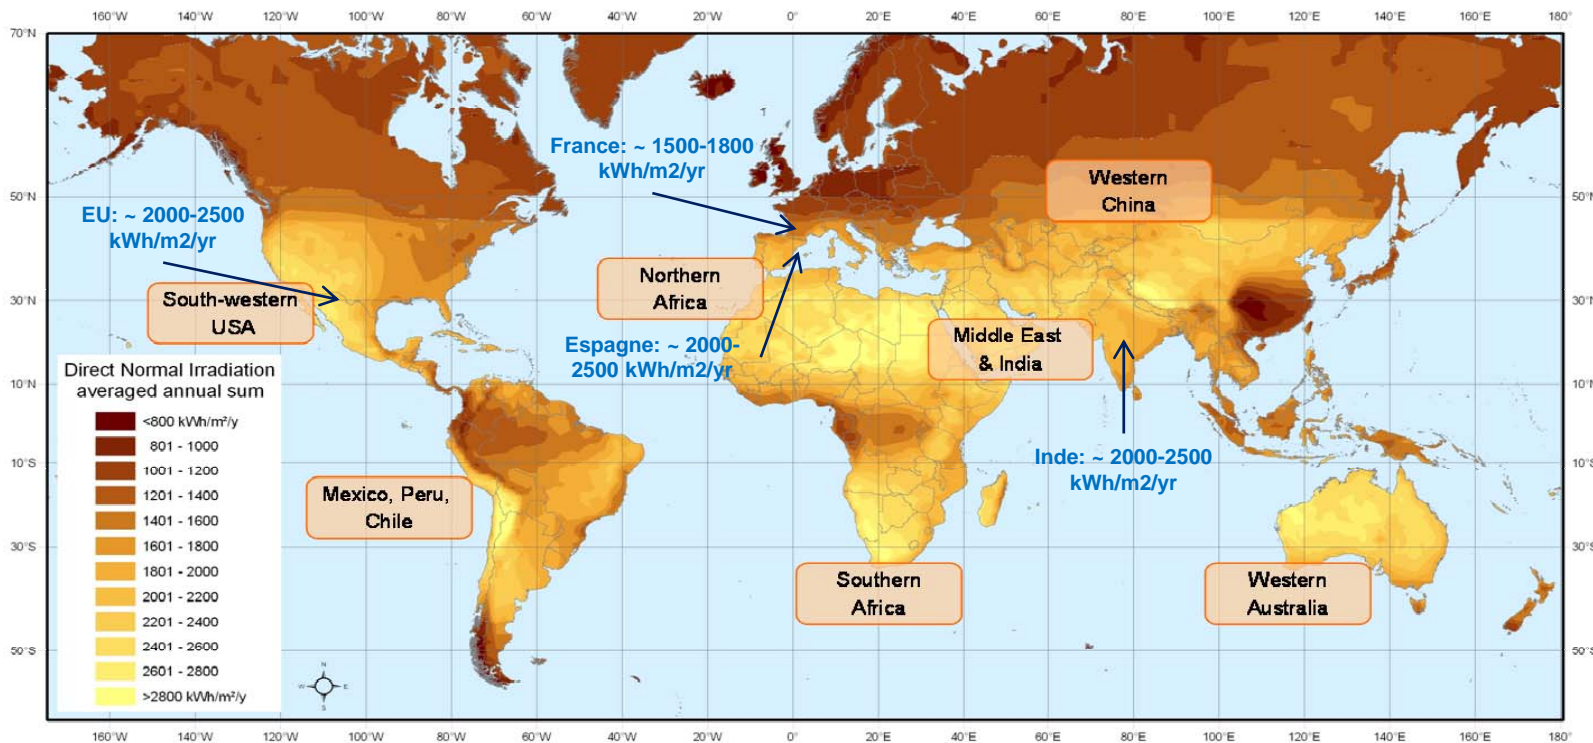 160°W 140°W 120°W 100°W 80°W 60°W 40°W 20°W 0° 20°E 40°E 60°E 80°E 100°E 120°E 140°E 160°E 180°
70°N
50°N
30°N
10°N
10°S
30°S
50°S
50°N
30°N
10°N
10°S
30°S
50°S
France: ~ 1500-1800
kWh/m2/yr
Western
China
EU: ~ 2000-2500
kWh/m2/yr
Northern
Africa
South-western
USA
Middle East
& India
Espagne: ~ 2000-
2500 kWh/m2/yr
Inde: ~ 2000-2500
kWh/m2/yr
Mexico, Peru,
Chile
Southern
Africa
Western
Australia
Direct Normal Irradiation
averaged annual sum
<800 kWh/m²/y
801 - 1000
1001 - 1200
1201 - 1400
1401 - 1600
1601 - 1800
1801 - 2000
2001 - 2200
2201 - 2400
2401 - 2600
2601 - 2800
>2800 kWh/m²/y
N
W E
S
160°W 140°W 120°W 100°W 80°W 60°W 40°W 20°W 0° 20°E 40°E 60°E 80°E 100°E 120°E 140°E 160°E 180°